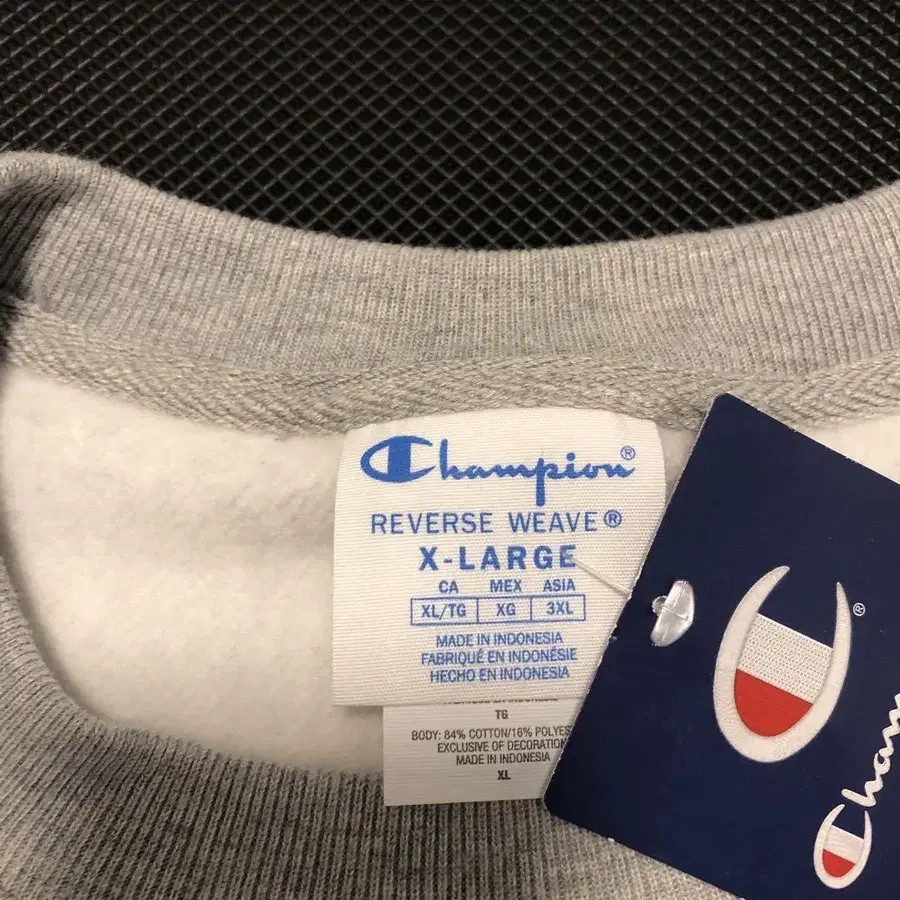 Champion®
REVERSE WEAVE®
X-LARGE
CA MEX ASIA
XL/TG XG 3XL
MADE IN INDONESIA
FABRIQUÉ EN INDONÉSIE
HECHO EN INDONESIA
TG
BODY: 84% COTTON/16% POLYES
EXCLUSIVE OF DECORATION
MADE IN INDONESIA
XL
®
Cham